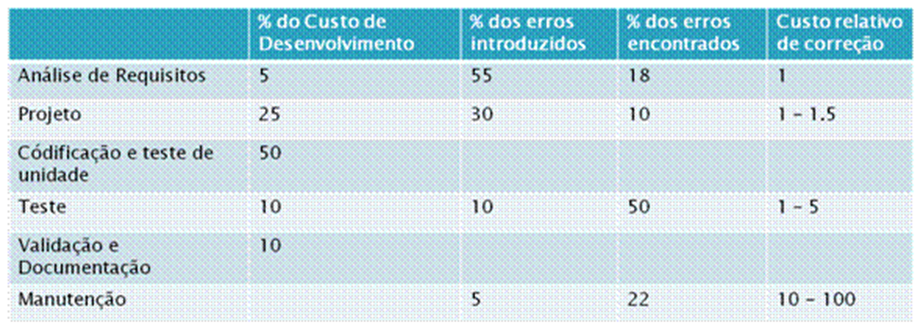 % do Custo de Desenvolvimento | % dos erros introduzidos | % dos erros encontrados | Custo relativo de correção
Análise de Requisitos 5 55 18 1
Projeto 25 30 10 1 – 1.5
Códificação e teste de unidade 50
Teste 10 10 50 1 – 5
Validação e Documentação 10
Manutenção 5 22 10 – 100